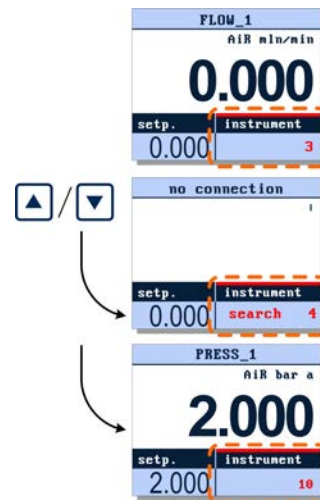 FLOW_1
AiR mln/min
0.000
setp. instrument
0.000 3
no connection
setp. instrument
0.000 search 4
PRESS_1
AiR bar a
2.000
setp. instrument
2.000 10